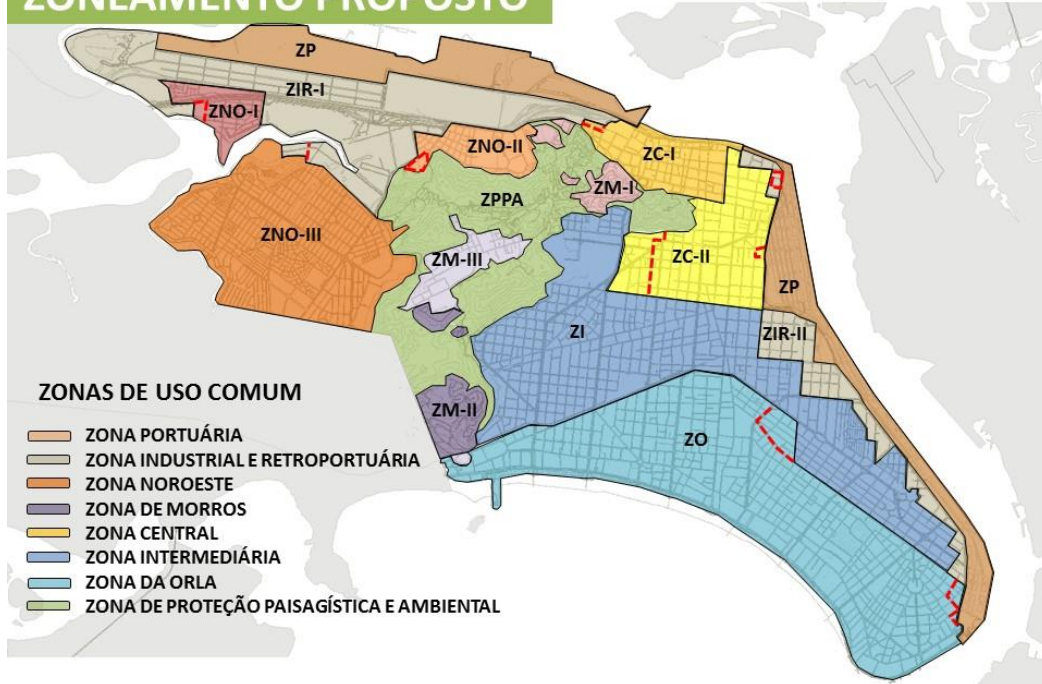 ZONEAMENTO PROPOSTO
ZP
ZIR-I
ZNO-I
ZNO-II
ZC-I
ZM-I
ZPPA
ZNO-III
ZM-III
ZC-II
ZP
ZI
ZIR-II
ZM-II
ZO
ZONAS DE USO COMUM
ZONA PORTUÁRIA
ZONA INDUSTRIAL E RETROPORTUÁRIA
ZONA NOROESTE
ZONA DE MORROS
ZONA CENTRAL
ZONA INTERMEDIÁRIA
ZONA DA ORLA
ZONA DE PROTEÇÃO PAISAGÍSTICA E AMBIENTAL